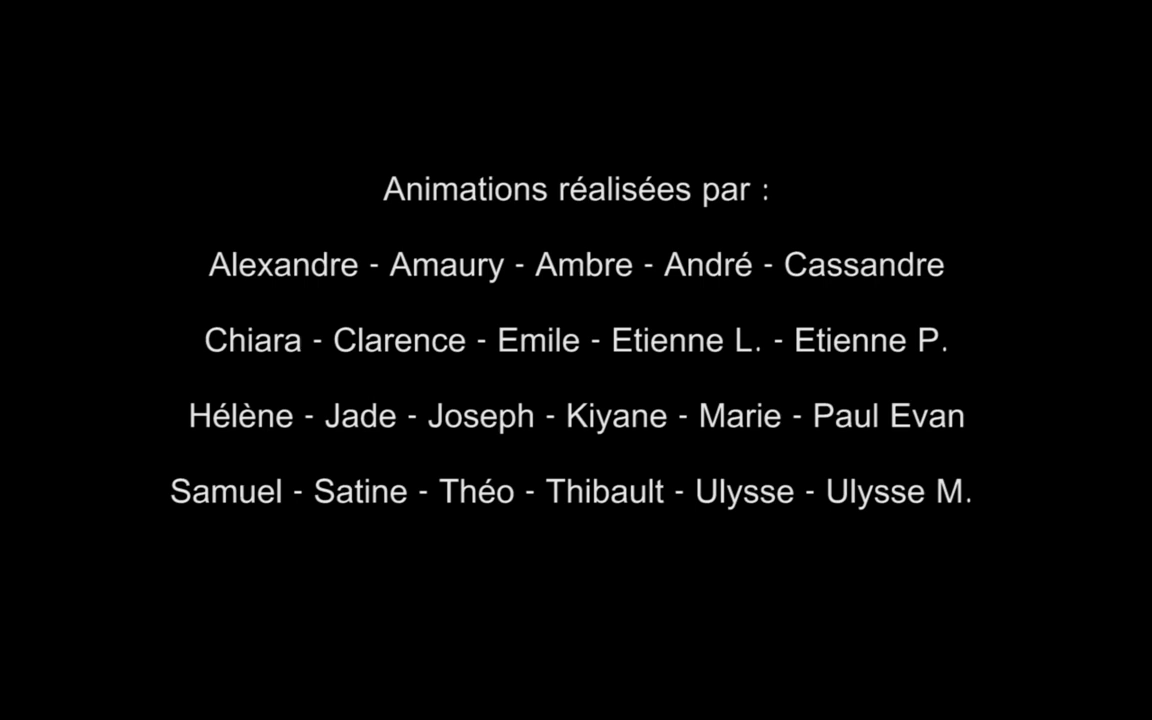 Animations réalisées par :
Alexandre - Amaury - Ambre - André - Cassandre
Chiara - Clarence - Emile - Etienne L. - Etienne P.
Hélène - Jade - Joseph - Kiyane - Marie - Paul Evan
Samuel - Satine - Théo - Thibault - Ulysse - Ulysse M.